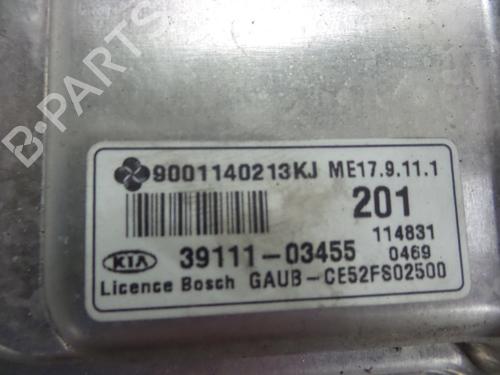 B-PARTS
9001140213KJ ME17.9.11.1
201
114831
KIA 39111-03455 0469
Licence Bosch GAUB-CE52FS02500